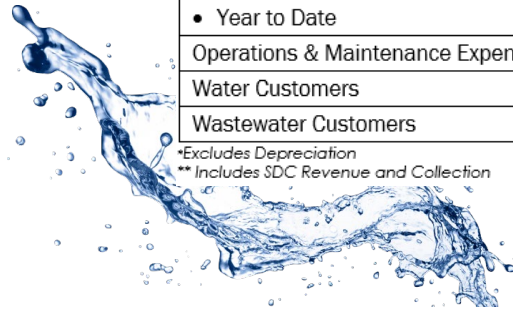 • Year to Date
Operations & Maintenance Expen
Water Customers
Wastewater Customers
*Excludes Depreciation
** Includes SDC Revenue and Collection